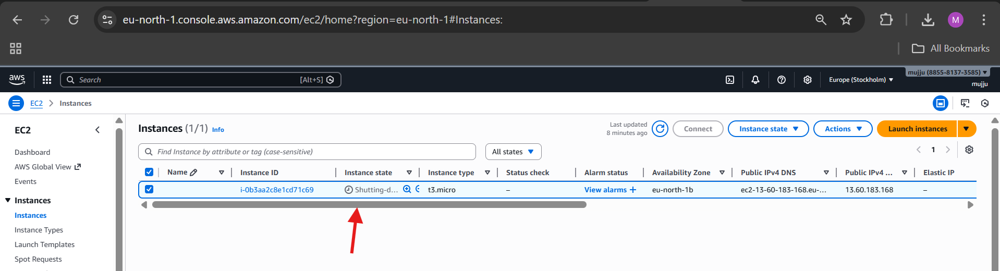 eu-north-1.console.aws.amazon.com/ec2/home?region=eu-north-1#Instances:
M
All Bookmarks
aws
Search
[Alt+S]
Europe (Stockholm)
mujju (8855-8137-3585)
mujju
EC2
Instances
EC2
Dashboard
AWS Global View
Events
Instances
Instances
Instance Types
Launch Templates
Spot Requests
Instances (1/1) Info
Last updated
8 minutes ago
Connect
Instance state
Actions
Launch instances
Find Instance by attribute or tag (case-sensitive)
All states
1
Name Instance ID Instance state Instance type Status check Alarm status Availability Zone Public IPv4 DNS Public IPv4 ... Elastic IP
i-0b3aa2c8e1cd71c69 Shutting-d... t3.micro – View alarms + eu-north-1b ec2-13-60-183-168.eu-... 13.60.183.168 –